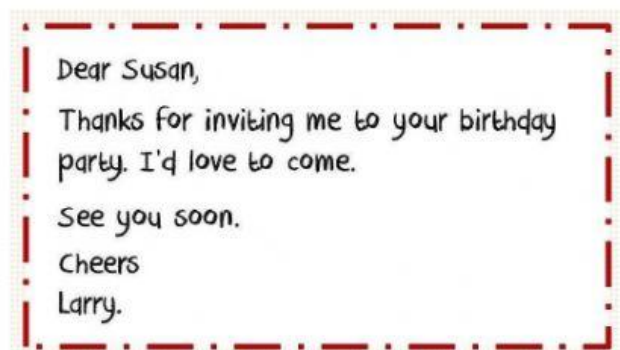 Dear Susan,
Thanks for inviting me to your birthday
party. I'd love to come.
See you soon.
Cheers
Larry.